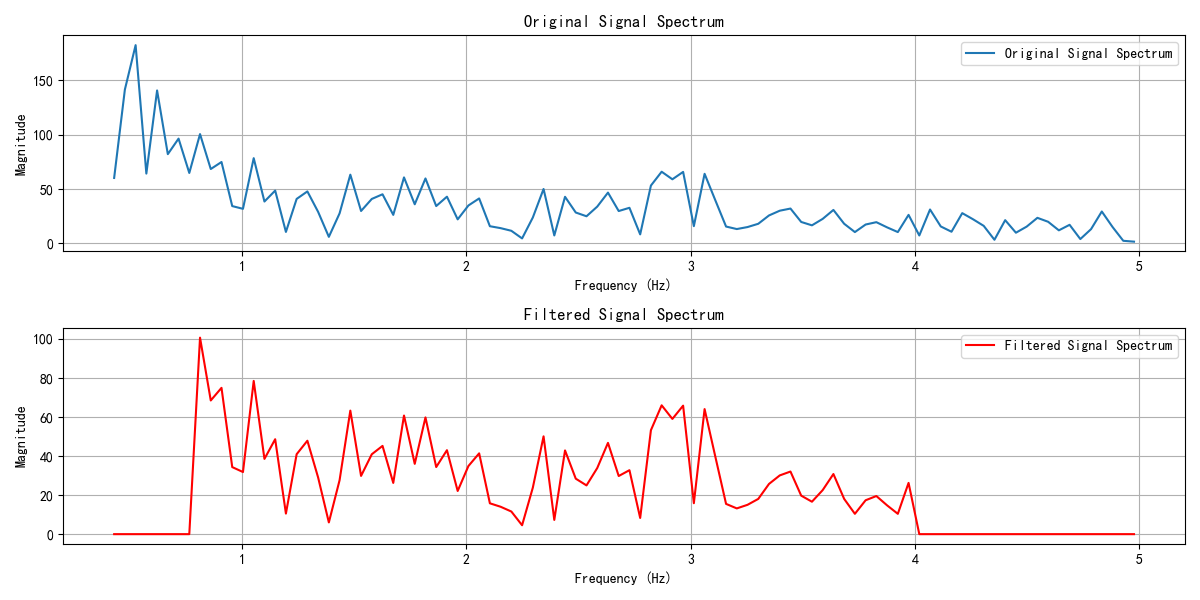 Original Signal Spectrum
Original Signal Spectrum
Magnitude
150
100
50
0
1 2 3 4 5
Frequency (Hz)
Filtered Signal Spectrum
Filtered Signal Spectrum
Magnitude
100
80
60
40
20
0
1 2 3 4 5
Frequency (Hz)